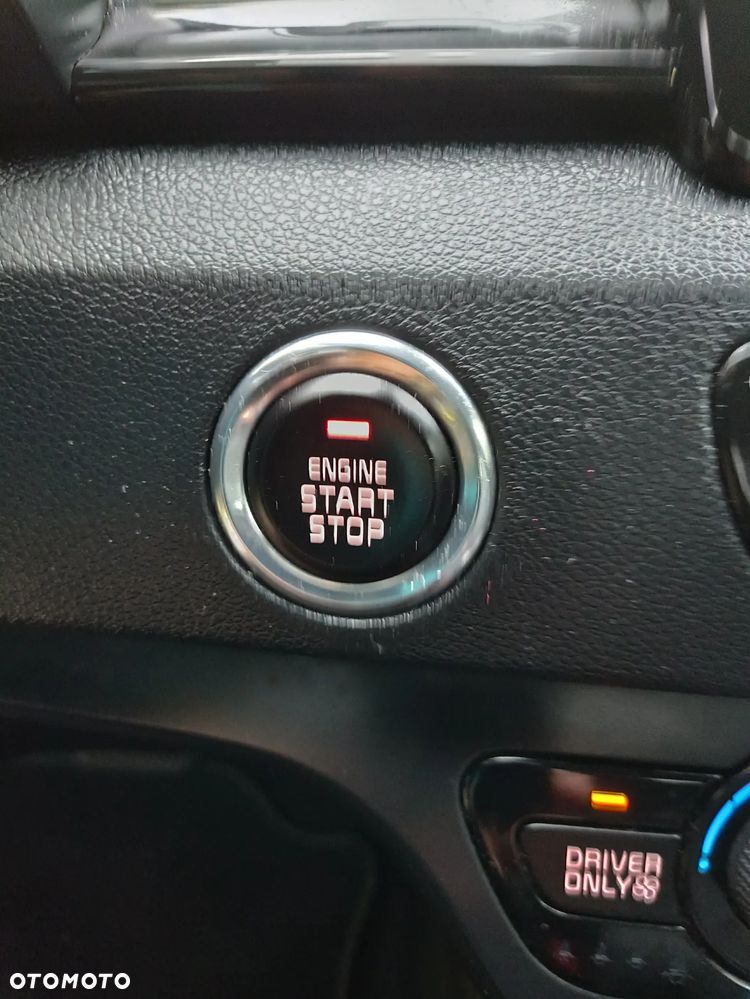 ENGINE
START
STOP
DRIVER
ONLY
OTOMOTO